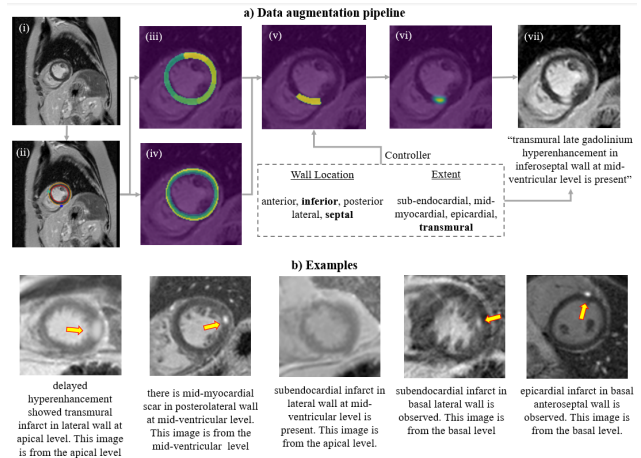 a) Data augmentation pipeline
(i)
(iii)
(v)
(vi)
(vii)
(ii)
(iv)
Controller
Wall Location
anterior, inferior, posterior
lateral, septal
Extent
sub-endocardial, mid-
myocardial, epicardial,
transmural
“transmural late gadolinium
hyperenhancement in
inferoseptal wall at mid-
ventricular level is present”
b) Examples
delayed
hyperenhancement
showed transmural
infarct in lateral wall at
apical level. This image
is from the apical level
there is mid-myocardial
scar in posterolateral wall
at mid-ventricular level.
This image is from the
mid-ventricular level
subendocardial infarct in
lateral wall at mid-
ventricular level is
present. This image is
from the apical level.
subendocardial infarct in
basal lateral wall is
observed. This image is
from the basal level
epicardial infarct in basal
anteroseptal wall is
observed. This image is
from the basal level.